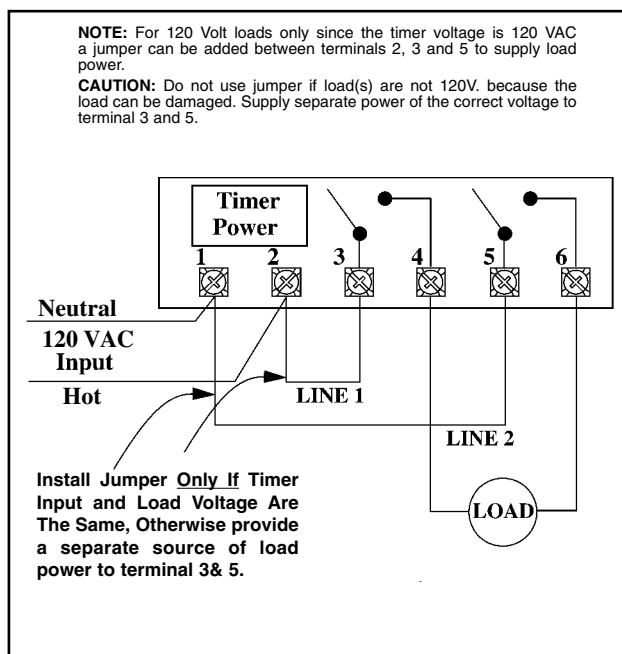 NOTE: For 120 Volt loads only since the timer voltage is 120 VAC
a jumper can be added between terminals 2, 3 and 5 to supply load
power.
CAUTION: Do not use jumper if load(s) are not 120V. because the
load can be damaged. Supply separate power of the correct voltage to
terminal 3 and 5.
Timer
Power
1 2 3 4 5 6
Neutral
120 VAC
Input
Hot
LINE 1
LINE 2
LOAD
Install Jumper Only If Timer
Input and Load Voltage Are
The Same, Otherwise provide
a separate source of load
power to terminal 3& 5.